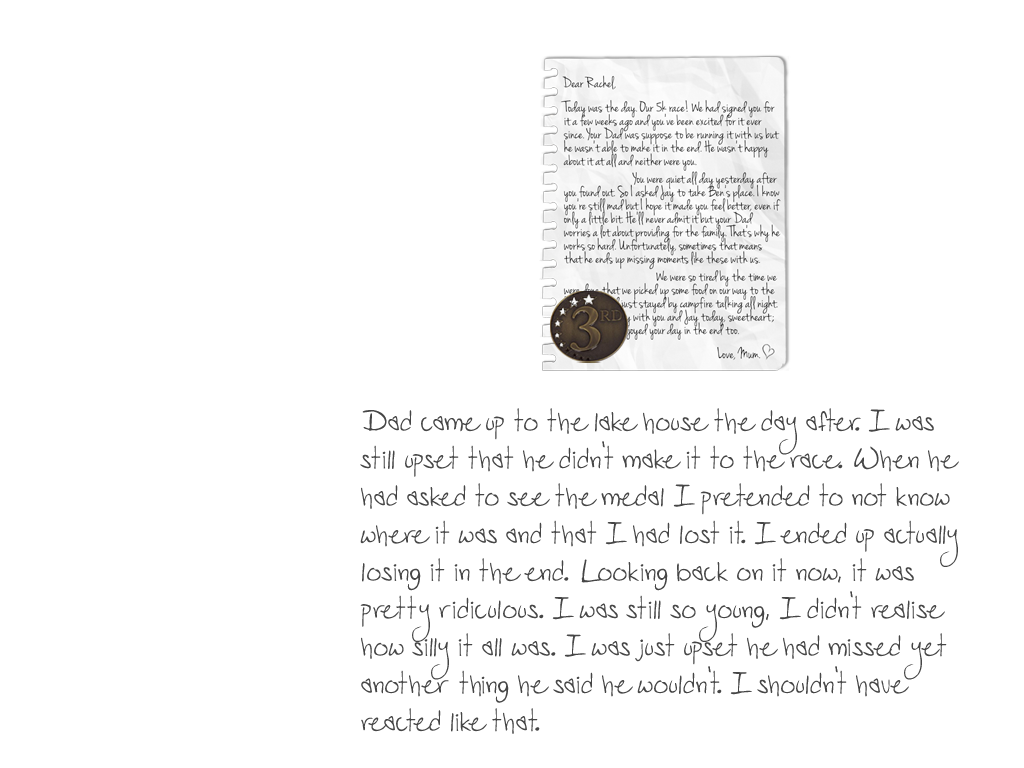 Dear Rachel,
Today was the day. Our 5k race! We had signed you for
it a few weeks ago and you've been excited for it ever
since. Your Dad was suppose to be running it with us but
he wasn't able to make it in the end. He wasn't happy
about it at all and neither were you.
You were quiet all day yesterday after
you found out. So I asked Jay to take Ben's place. I know
you're still mad but I hope it made you feel better, even if
only a little bit. He'll never admit it but your Dad
worries a lot about providing for the family. That's why he
works so hard. Unfortunately, sometimes that means
that he ends up missing moments like these with us.
We were so tired by the time we
that we picked up some food on our way to the
just stayed by campfire talking all night.
with you and Jay today, sweetheart;
your day in the end too.
Love, Mum.
3RD
Dad came up to the lake house the day after. I was
still upset that he didn't make it to the race. When he
had asked to see the medal I pretended to not know
where it was and that I had lost it. I ended up actually
losing it in the end. Looking back on it now, it was
pretty ridiculous. I was still so young, I didn't realise
how silly it all was. I was just upset he had missed yet
another thing he said he wouldn't. I shouldn't have
reacted like that.